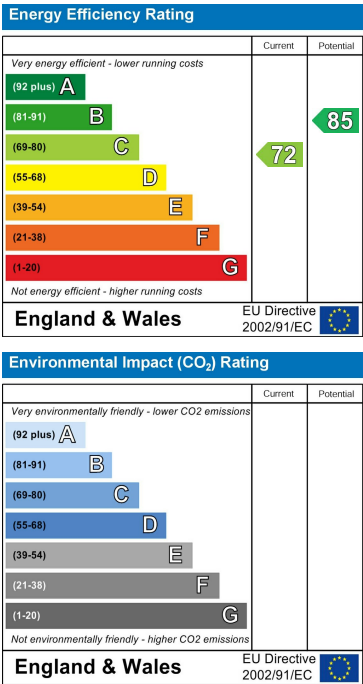 Energy Efficiency Rating
Current Potential
Very energy efficient - lower running costs
(92 plus) A
(81-91) B
(69-80) C
(55-68) D
(39-54) E
(21-38) F
(1-20) G
72
85
Not energy efficient - higher running costs
England & Wales
EU Directive
2002/91/EC
Environmental Impact (CO₂) Rating
Current Potential
Very environmentally friendly - lower CO2 emissions
(92 plus) A
(81-91) B
(69-80) C
(55-68) D
(39-54) E
(21-38) F
(1-20) G
Not environmentally friendly - higher CO2 emissions
England & Wales
EU Directive
2002/91/EC